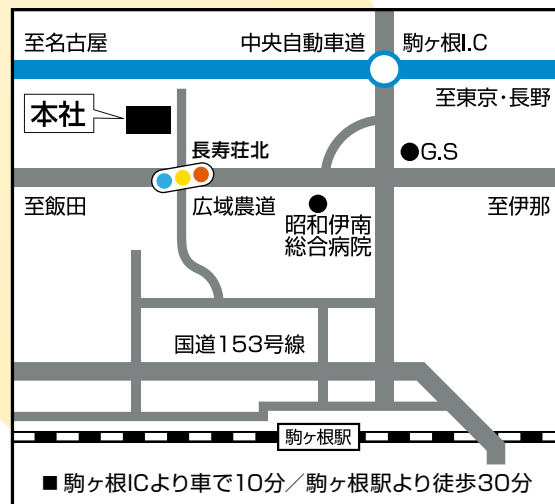 至名古屋
中央自動車道
駒ヶ根I.C
至東京・長野
本社
長寿荘北
G.S
至飯田
広域農道
至伊那
昭和伊南
総合病院
国道153号線
駒ヶ根駅
■ 駒ヶ根ICより車で10分／駒ヶ根駅より徒歩30分